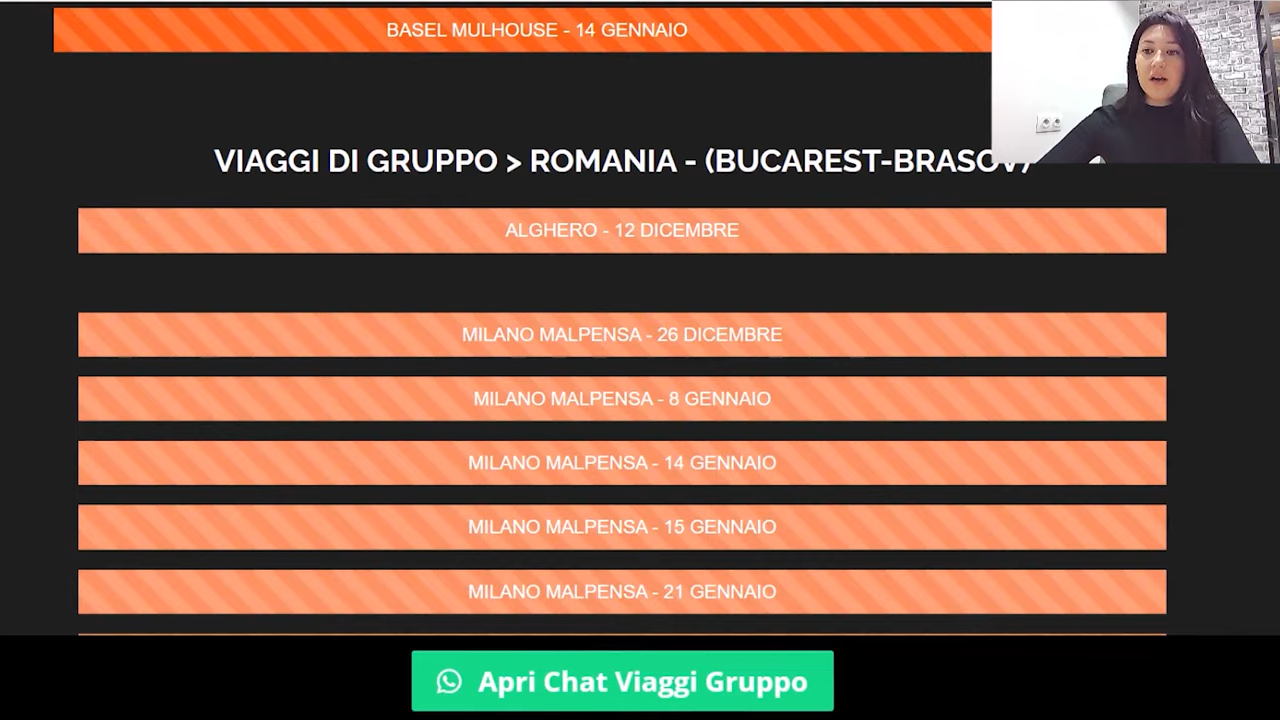 BASEL MULHOUSE - 14 GENNAIO
VIAGGI DI GRUPPO > ROMANIA - (BUCAREST-BRASOV)
ALGHERO - 12 DICEMBRE
MILANO MALPENSA - 26 DICEMBRE
MILANO MALPENSA - 8 GENNAIO
MILANO MALPENSA - 14 GENNAIO
MILANO MALPENSA - 15 GENNAIO
MILANO MALPENSA - 21 GENNAIO
Apri Chat Viaggi Gruppo